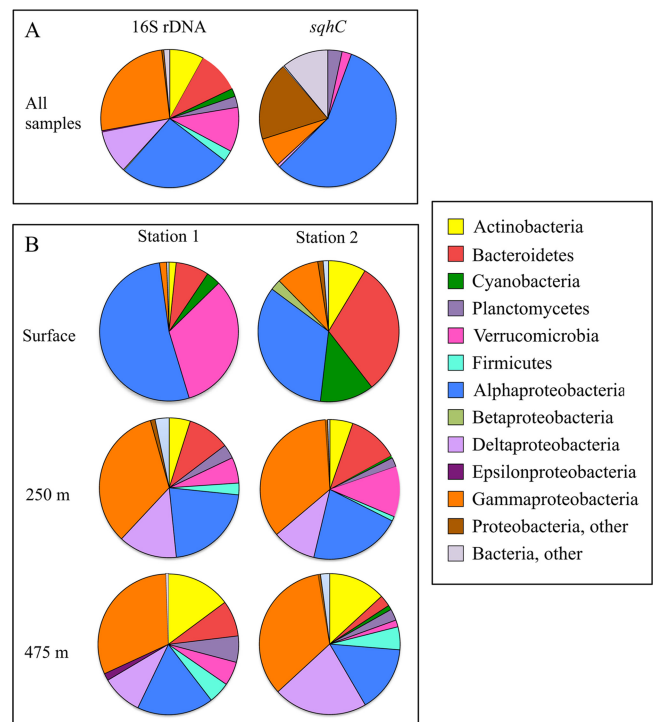 A
16S rDNA
sqhC
All
samples
B
Station 1
Station 2
Surface
250 m
475 m
Actinobacteria
Bacteroidetes
Cyanobacteria
Planctomycetes
Verrucomicrobia
Firmicutes
Alphaproteobacteria
Betaproteobacteria
Deltaproteobacteria
Epsilonproteobacteria
Gammaproteobacteria
Proteobacteria, other
Bacteria, other